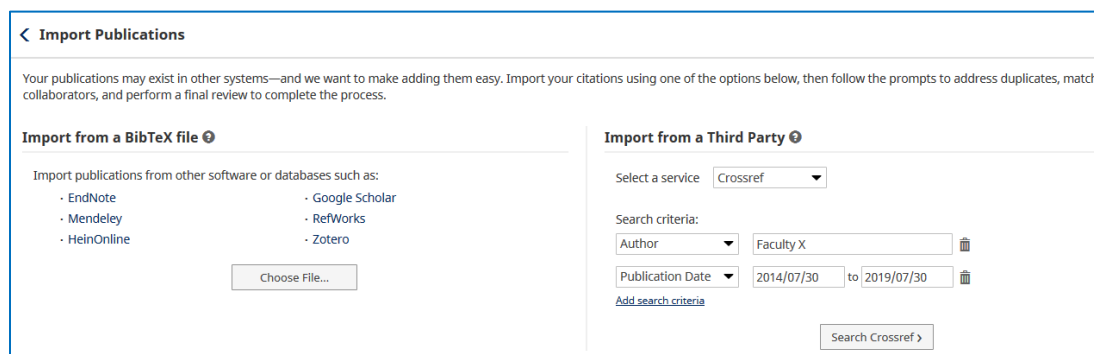 Import Publications
Your publications may exist in other systems—and we want to make adding them easy. Import your citations using one of the options below, then follow the prompts to address duplicates, match
collaborators, and perform a final review to complete the process.
Import from a BibTeX file ?
Import publications from other software or databases such as:
· EndNote
· Mendeley
· HeinOnline
· Google Scholar
· RefWorks
· Zotero
Choose File...
Import from a Third Party ?
Select a service Crossref
Search criteria:
Author Faculty X
Publication Date 2014/07/30 to 2019/07/30
Add search criteria
Search Crossref ›